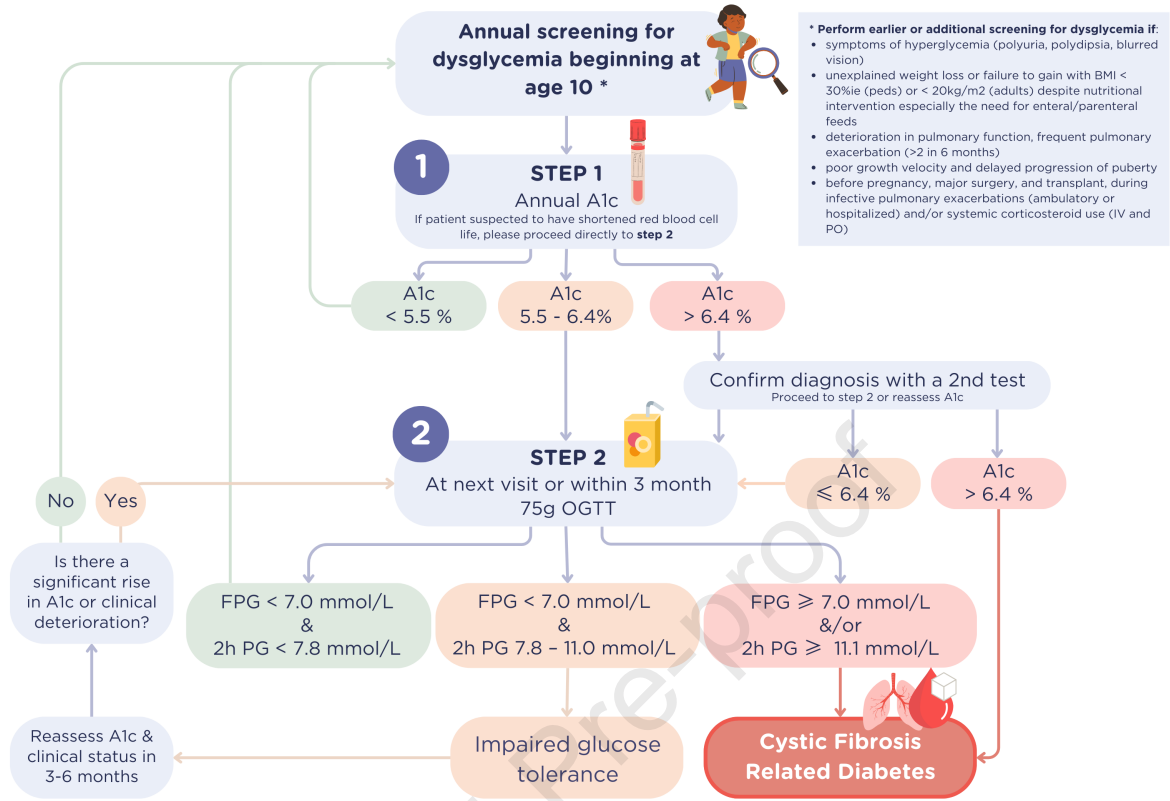 Annual screening for
dysglycemia beginning at
age 10 *
* Perform earlier or additional screening for dysglycemia if:
• symptoms of hyperglycemia (polyuria, polydipsia, blurred
vision)
• unexplained weight loss or failure to gain with BMI <
30%ie (peds) or < 20kg/m2 (adults) despite nutritional
intervention especially the need for enteral/parenteral
feeds
• deterioration in pulmonary function, frequent pulmonary
exacerbation (>2 in 6 months)
• poor growth velocity and delayed progression of puberty
• before pregnancy, major surgery, and transplant, during
infective pulmonary exacerbations (ambulatory or
hospitalized) and/or systemic corticosteroid use (IV and
PO)
1
STEP 1
Annual A1c
If patient suspected to have shortened red blood cell
life, please proceed directly to step 2
A1c
< 5.5 %
A1c
5.5 - 6.4%
A1c
> 6.4 %
Confirm diagnosis with a 2nd test
Proceed to step 2 or reassess A1c
2
STEP 2
At next visit or within 3 month
75g OGTT
A1c
⩽ 6.4 %
A1c
> 6.4 %
No
Yes
Is there a
significant rise
in A1c or clinical
deterioration?
FPG < 7.0 mmol/L
&
2h PG < 7.8 mmol/L
FPG < 7.0 mmol/L
&
2h PG 7.8 – 11.0 mmol/L
FPG ⩾ 7.0 mmol/L
&/or
2h PG ⩾ 11.1 mmol/L
Reassess A1c &
clinical status in
3-6 months
Impaired glucose
tolerance
Cystic Fibrosis
Related Diabetes
Pre-proof